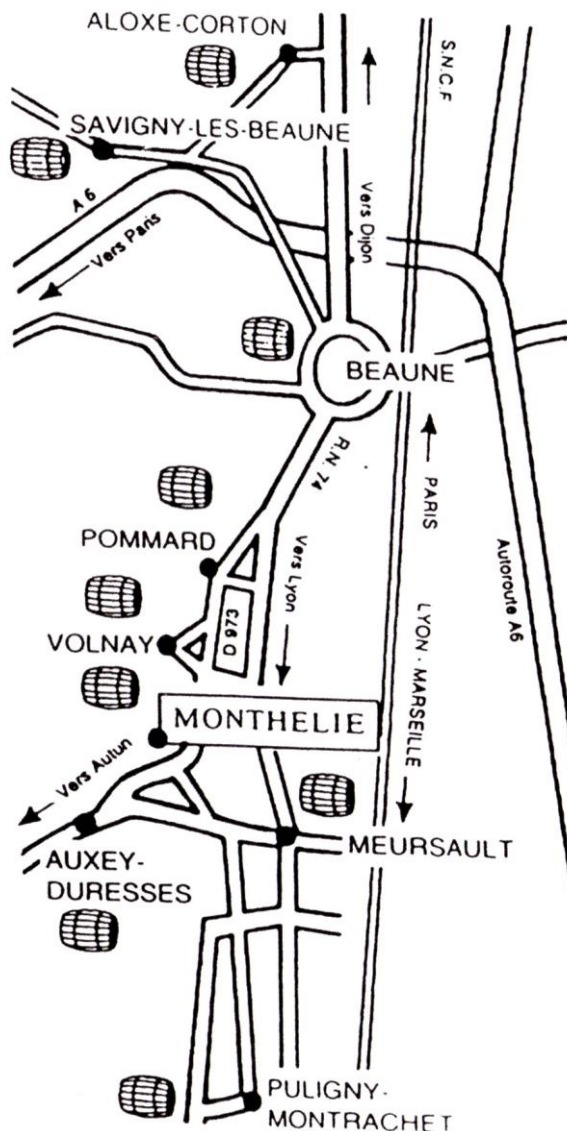 ALOXE-CORTON
S.N.C.F
SAVIGNY-LES-BEAUNE
A 6
Vers Paris
Vers Dijon
BEAUNE
R.N. 74
PARIS
POMMARD
Vers Lyon
Autoroute A6
D 973
VOLNAY
LYON - MARSEILLE
MONTHELIE
Vers Autun
MEURSAULT
AUXEY-
DURESSES
PULIGNY-
MONTRACHET